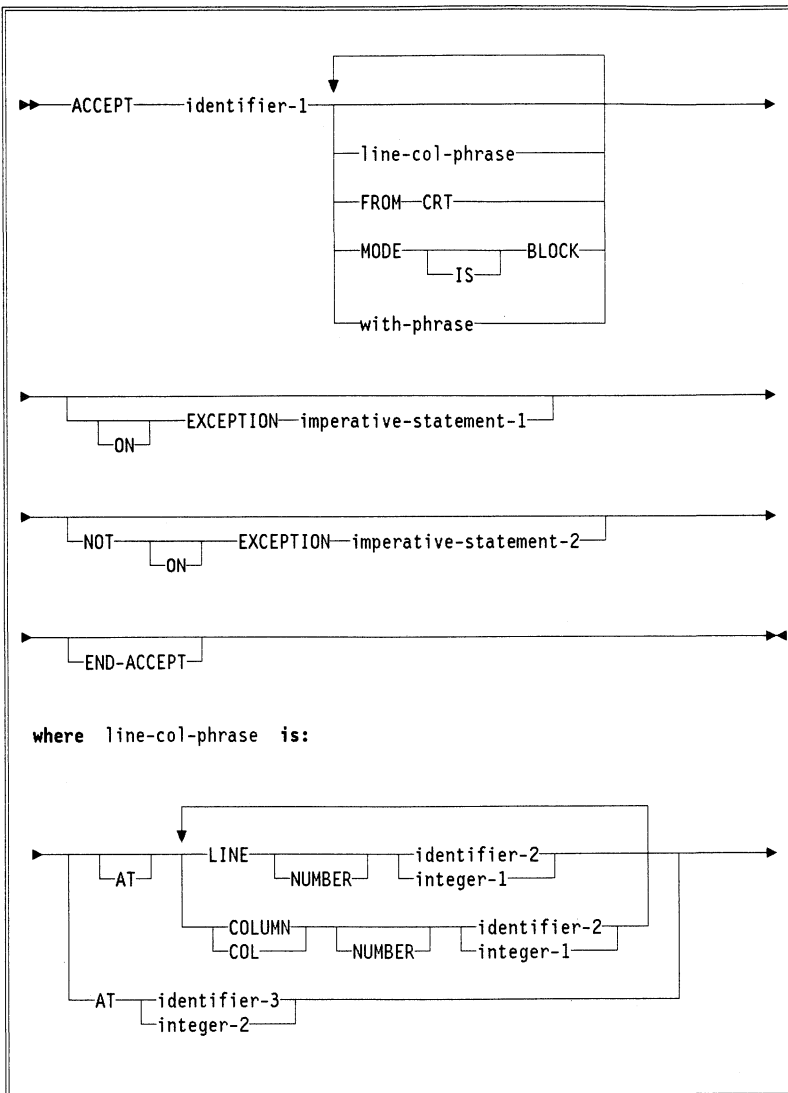 ACCEPT identifier-1
line-col-phrase
FROM CRT
MODE BLOCK
IS
with-phrase
EXCEPTION imperative-statement-1
ON
NOT EXCEPTION imperative-statement-2
ON
END-ACCEPT
where line-col-phrase is:
LINE identifier-2
AT NUMBER integer-1
COLUMN identifier-2
COL NUMBER integer-1
AT identifier-3
integer-2